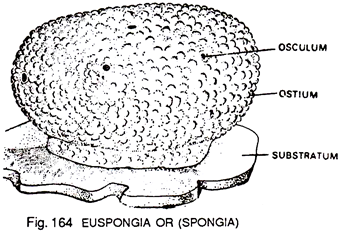 OSCULUM
OSTIUM
SUBSTRATUM
Fig. 164 EUSPONGIA OR (SPONGIA)